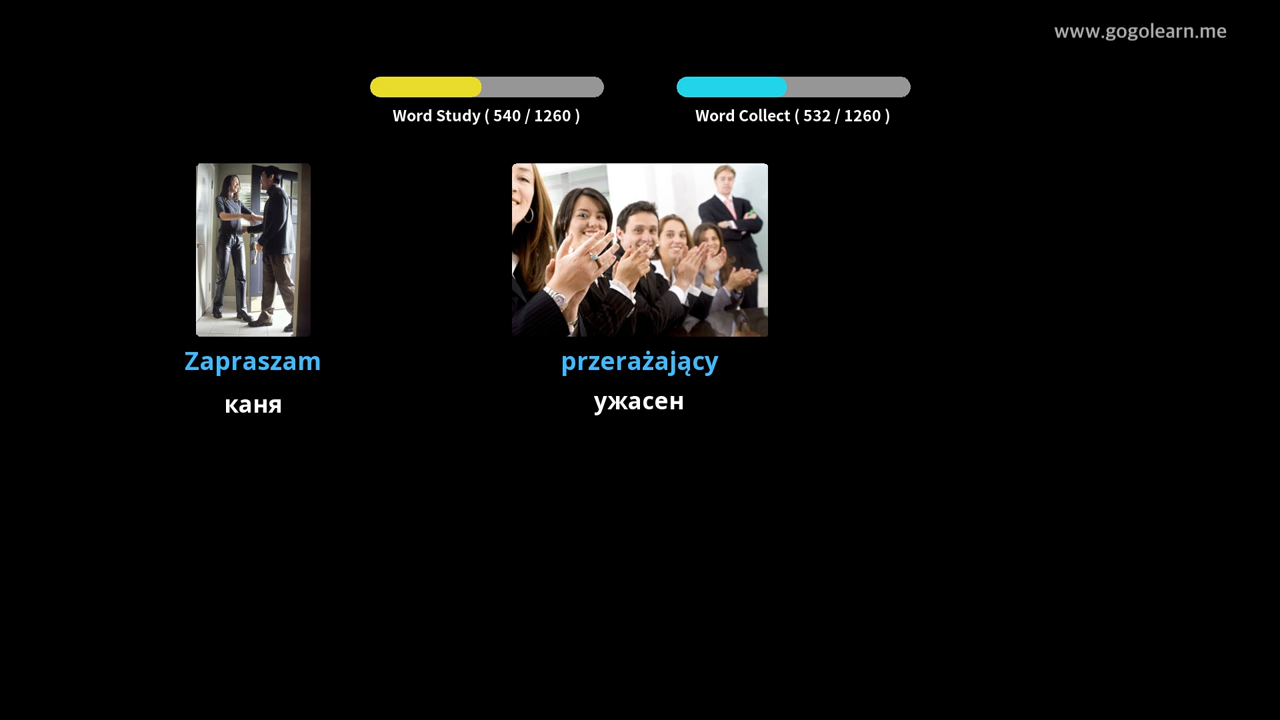 www.gogolearn.me
Word Study ( 540 / 1260 )
Word Collect ( 532 / 1260 )
Zapraszam
каня
przerażający
ужасен